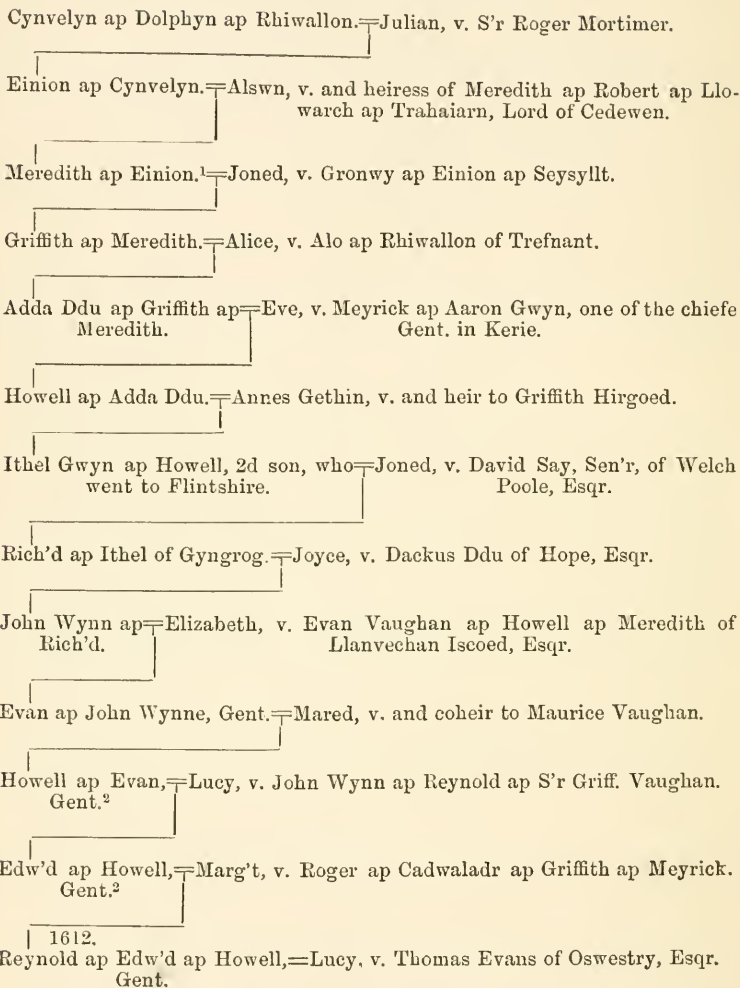 Cynvelyn ap Dolphyn ap Rhiwallon.=Julian, v. S'r Roger Mortimer.
Einion ap Cynvelyn.=Alswn, v. and heiress of Meredith ap Robert ap Llo-
warch ap Trahaiarn, Lord of Cedewen.
Meredith ap Einion.¹=Joned, v. Gronwy ap Einion ap Seysyllt.
Griffith ap Meredith.=Alice, v. Alo ap Rhiwallon of Trefnant.
Adda Ddu ap Griffith ap=Eve, v. Meyrick ap Aaron Gwyn, one of the chiefe
Meredith. Gent. in Kerie.
Howell ap Adda Ddu.=Annes Gethin, v. and heir to Griffith Hirgoed.
Ithel Gwyn ap Howell, 2d son, who=Joned, v. David Say, Sen'r, of Welch
went to Flintshire. Poole, Esqr.
Rich'd ap Ithel of Gyngrog.=Joyce, v. Dackus Ddu of Hope, Esqr.
John Wynn ap=Elizabeth, v. Evan Vaughan ap Howell ap Meredith of
Rich'd. Llanvechan Iscoed, Esqr.
Evan ap John Wynne, Gent.=Mared, v. and coheir to Maurice Vaughan.
Howell ap Evan,=Lucy, v. John Wynn ap Reynold ap S'r Griff. Vaughan.
Gent.²
Edw'd ap Howell,=Marg't, v. Roger ap Cadwaladr ap Griffith ap Meyrick.
Gent.²
1612.
Reynold ap Edw'd ap Howell,=Lucy, v. Thomas Evans of Oswestry, Esqr.
Gent.